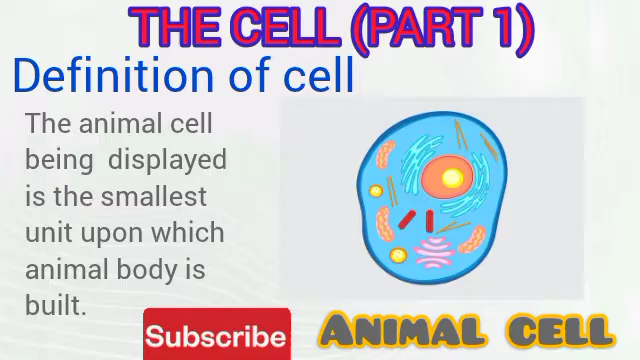 THE CELL (PART 1)
Definition of cell
The animal cell
being displayed
is the smallest
unit upon which
animal body is
built.
Subscribe
ANIMAL CELL